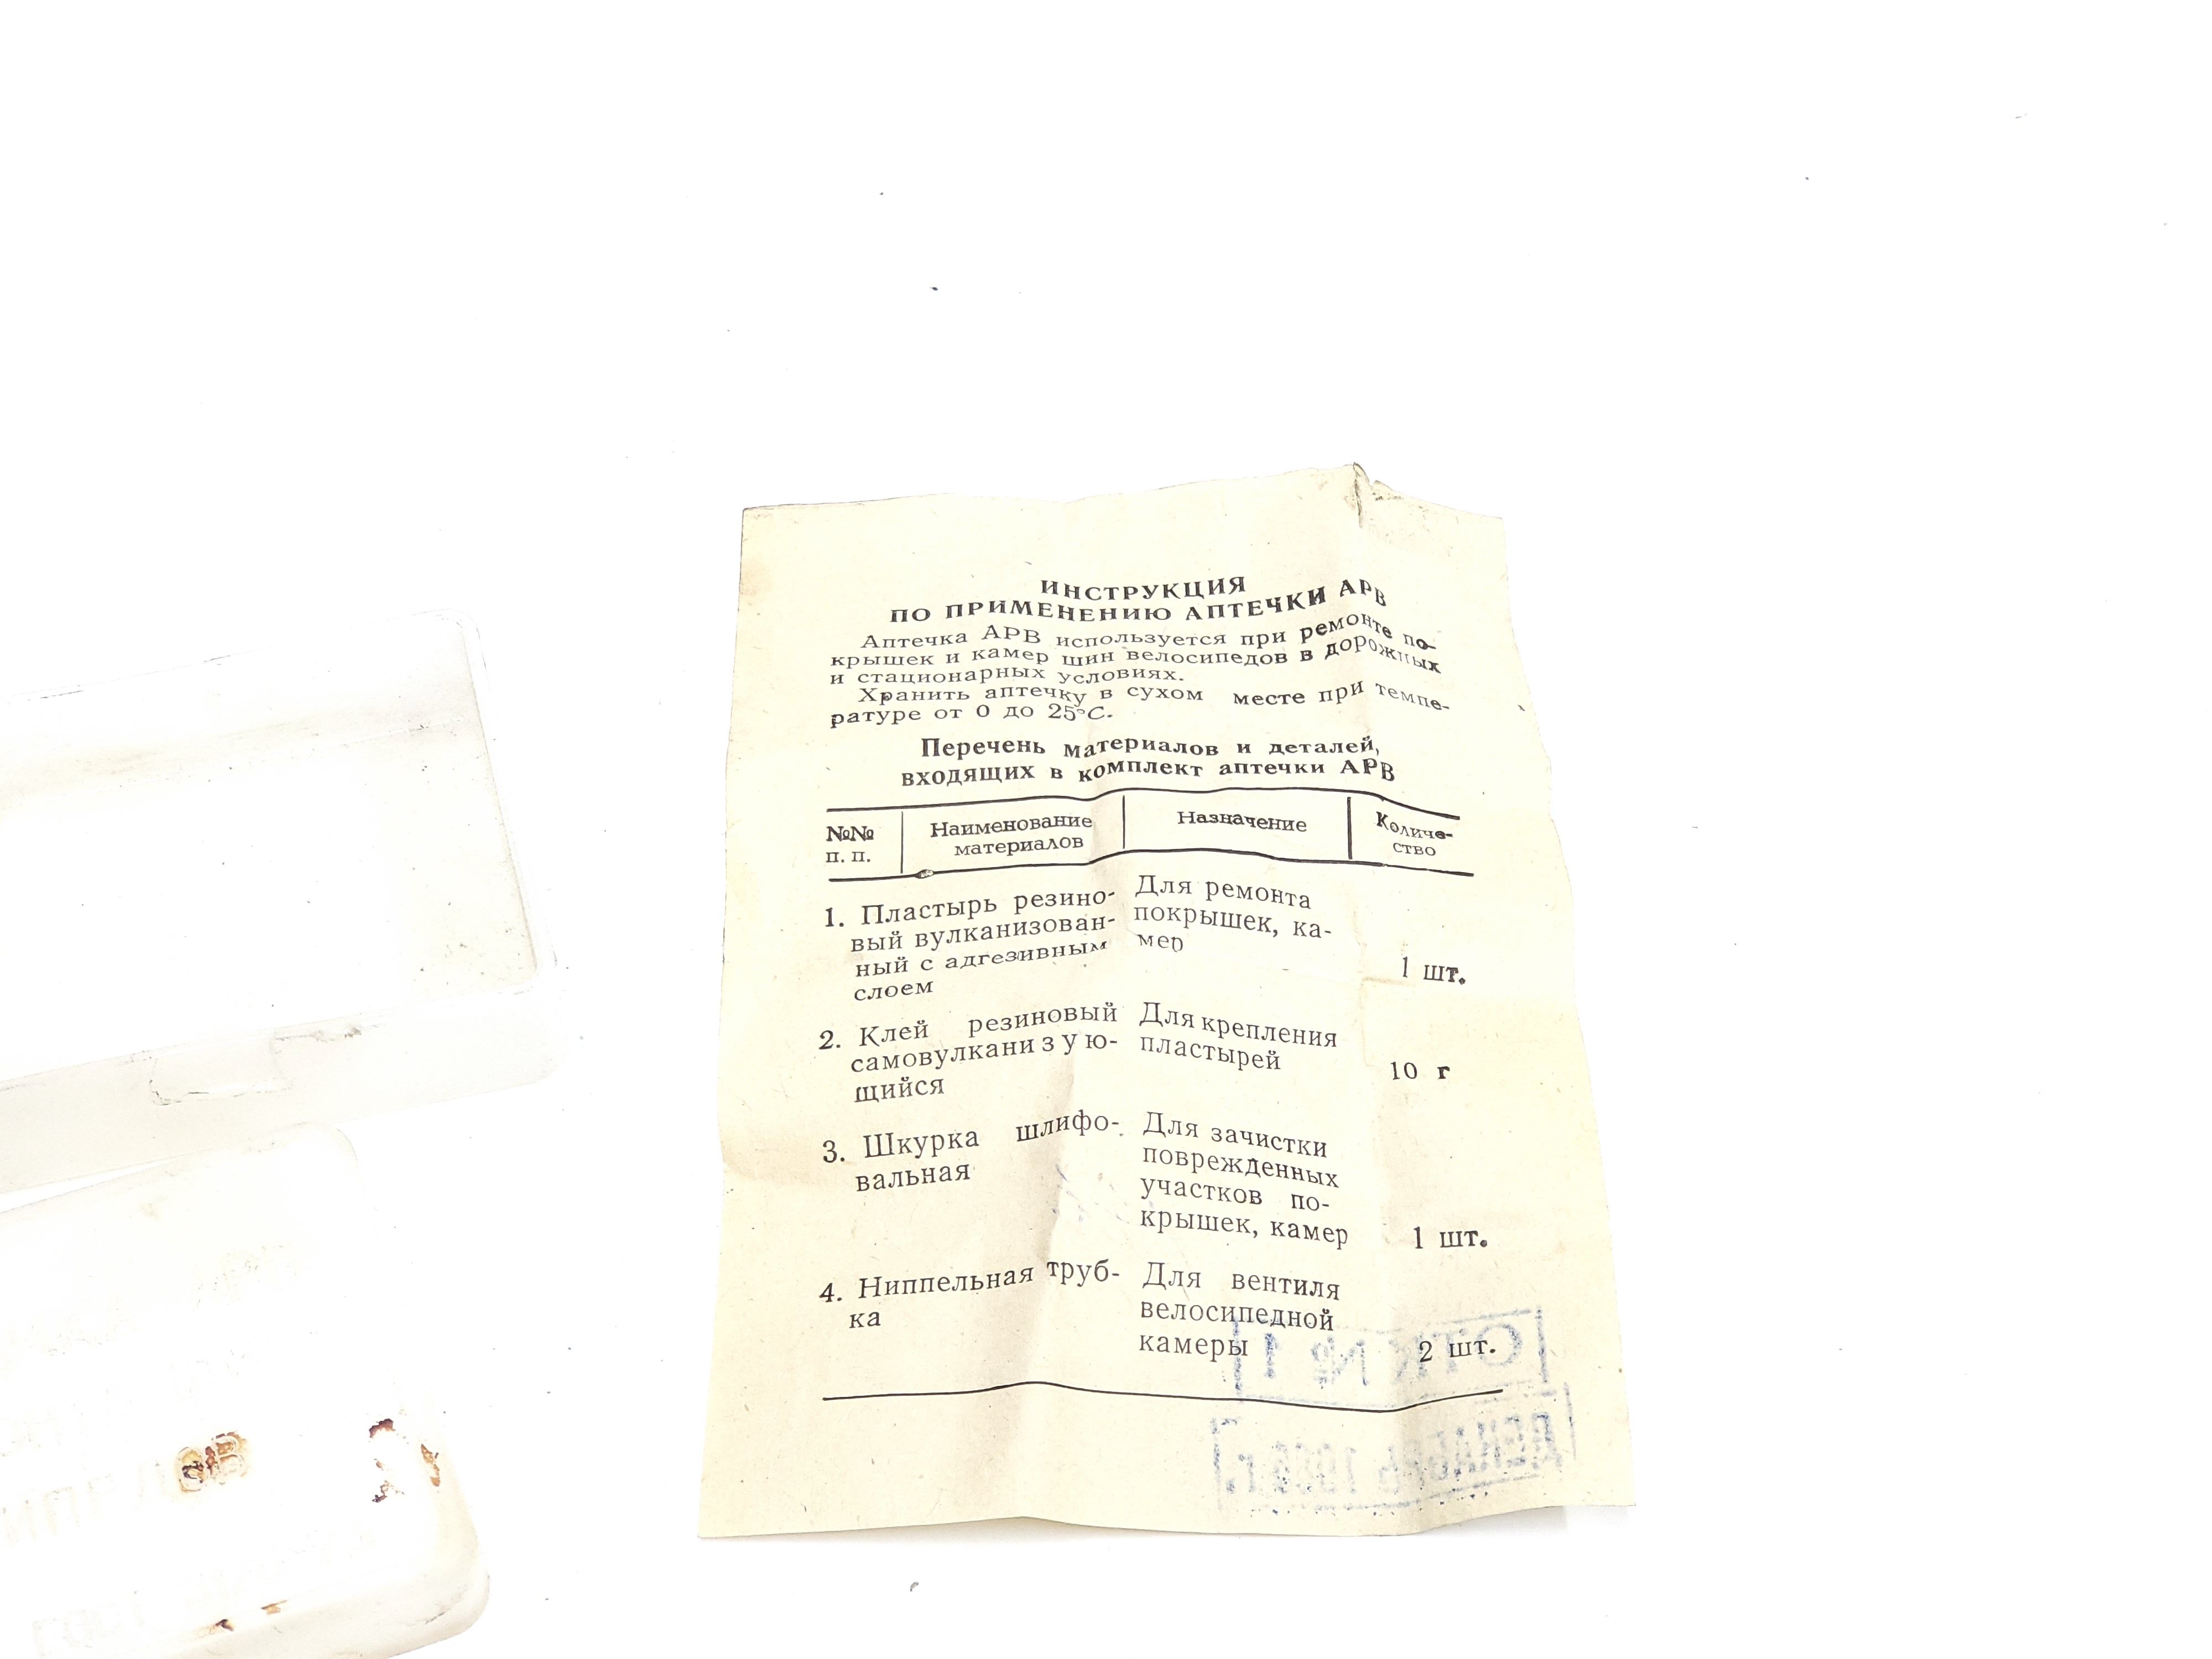 ИНСТРУКЦИЯ
ПО ПРИМЕНЕНИЮ АПТЕЧКИ АРВ
Аптечка АРВ используется при ремонте по-
крышек и камер шин велосипедов в дорожных
и стационарных условиях.
Хранить аптечку в сухом месте при темпе-
ратуре от 0 до 25°С.
Перечень материалов и деталей,
входящих в комплект аптечки АРВ
№№ Наименование Назначение Количе-
п. п. материалов ство
1. Пластырь резино- Для ремонта
вый вулканизован- покрышек, ка-
ный с адгезивным мер
слоем 1 шт.
2. Клей резиновый Для крепления
самовулканизую- пластырей
щийся 10 г
3. Шкурка шлифо- Для зачистки
вальная поврежденных
участков по-
крышек, камер 1 шт.
4. Ниппельная труб- Для вентиля
ка велосипедной
камеры 2 шт.
ОТК № 1
ДЕКАБРЬ